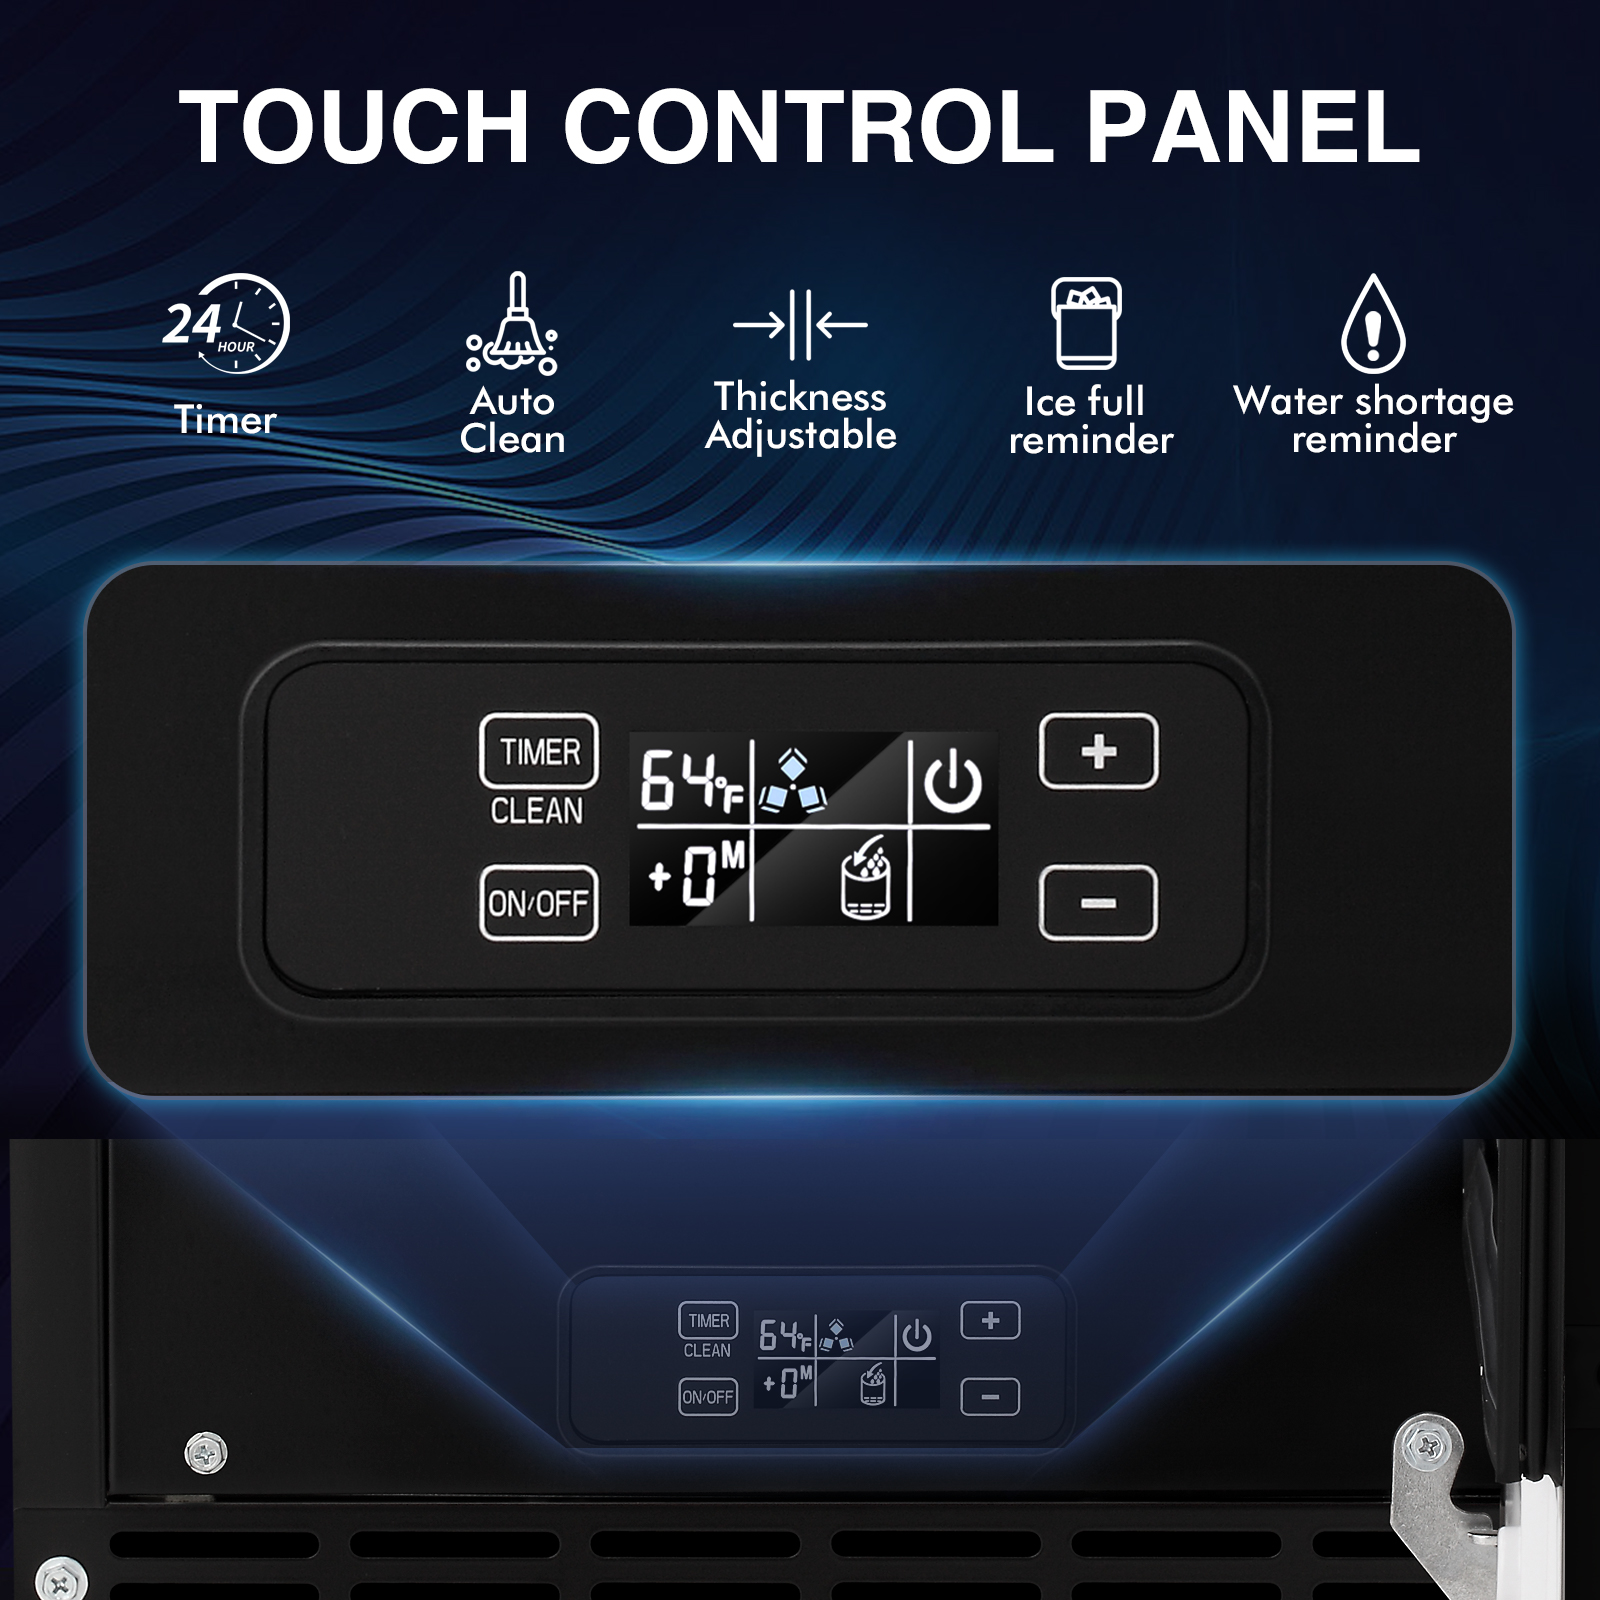 TOUCH CONTROL PANEL
24
HOUR
Timer
Auto
Clean
Thickness
Adjustable
Ice full
reminder
Water shortage
reminder
TIMER
CLEAN
64°F
+
ON/OFF
+0M
−
TIMER
CLEAN
64°F
+
ON/OFF
+0M
−